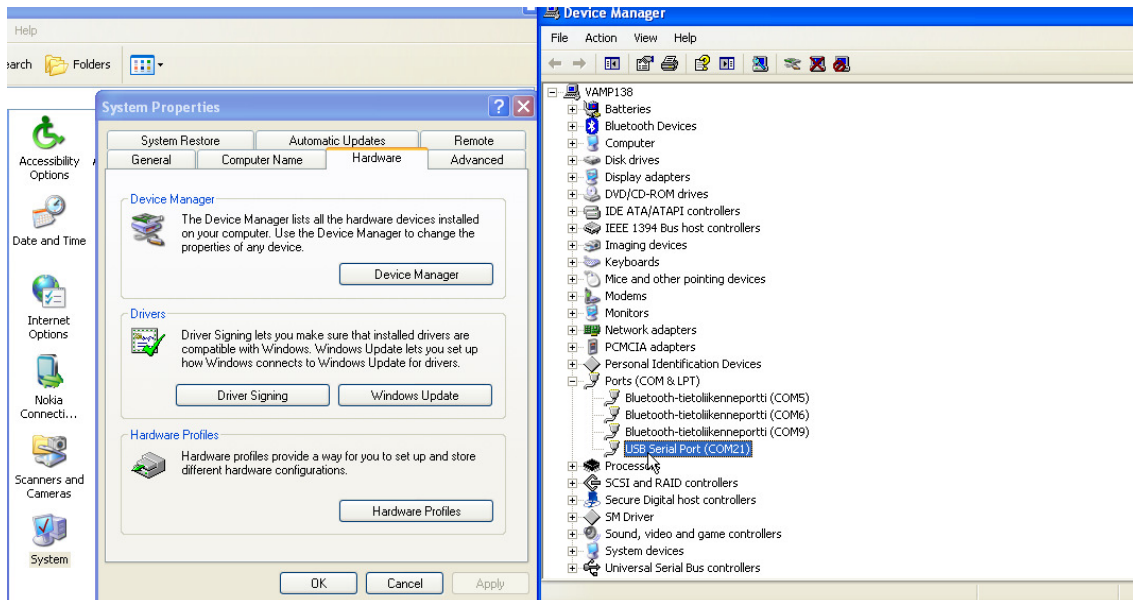 Help
earch
Folders
Accessibility
Options
Date and Time
Internet
Options
Nokia
Connecti...
Scanners and
Cameras
System
System Properties
System Restore
Automatic Updates
Remote
General
Computer Name
Hardware
Advanced
Device Manager
The Device Manager lists all the hardware devices installed
on your computer. Use the Device Manager to change the
properties of any device.
Device Manager
Drivers
Driver Signing lets you make sure that installed drivers are
compatible with Windows. Windows Update lets you set up
how Windows connects to Windows Update for drivers.
Driver Signing
Windows Update
Hardware Profiles
Hardware profiles provide a way for you to set up and store
different hardware configurations.
Hardware Profiles
OK
Cancel
Apply
Device Manager
File
Action
View
Help
VAMP138
Batteries
Bluetooth Devices
Computer
Disk drives
Display adapters
DVD/CD-ROM drives
IDE ATA/ATAPI controllers
IEEE 1394 Bus host controllers
Imaging devices
Keyboards
Mice and other pointing devices
Modems
Monitors
Network adapters
PCMCIA adapters
Personal Identification Devices
Ports (COM & LPT)
Bluetooth-tietoliikenneportti (COM5)
Bluetooth-tietoliikenneportti (COM6)
Bluetooth-tietoliikenneportti (COM9)
USB Serial Port (COM21)
Processors
SCSI and RAID controllers
Secure Digital host controllers
SM Driver
Sound, video and game controllers
System devices
Universal Serial Bus controllers